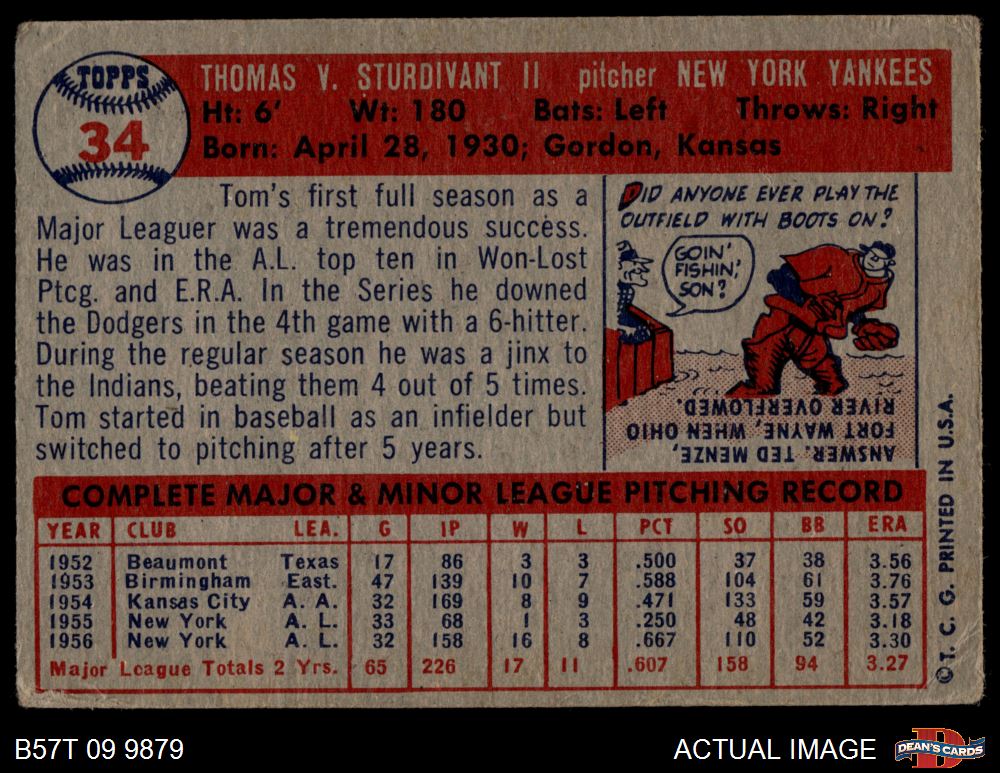 TOPPS
34
THOMAS V. STURDIVANT II pitcher NEW YORK YANKEES
Ht: 6' Wt: 180 Bats: Left Throws: Right
Born: April 28, 1930; Gordon, Kansas
Tom's first full season as a
Major Leaguer was a tremendous success.
He was in the A.L. top ten in Won-Lost
Ptcg. and E.R.A. In the Series he downed
the Dodgers in the 4th game with a 6-hitter.
During the regular season he was a jinx to
the Indians, beating them 4 out of 5 times.
Tom started in baseball as an infielder but
switched to pitching after 5 years.
DID ANYONE EVER PLAY THE
OUTFIELD WITH BOOTS ON?
GOIN'
FISHIN',
SON?
ANSWER: TED MENZE,
FORT WAYNE, WHEN OHIO
RIVER OVERFLOWED.
COMPLETE MAJOR & MINOR LEAGUE PITCHING RECORD
YEAR CLUB LEA. G IP W L PCT SO BB ERA
1952 Beaumont Texas 17 86 3 3 .500 37 38 3.56
1953 Birmingham East. 47 139 10 7 .588 104 61 3.76
1954 Kansas City A. A. 32 169 8 9 .471 133 59 3.57
1955 New York A. L. 33 68 1 3 .250 48 42 3.18
1956 New York A. L. 32 158 16 8 .667 110 52 3.30
Major League Totals 2 Yrs. 65 226 17 11 .607 158 94 3.27
© T. C. G. PRINTED IN U.S.A.
B57T 09 9879
ACTUAL IMAGE
DEAN'S CARDS